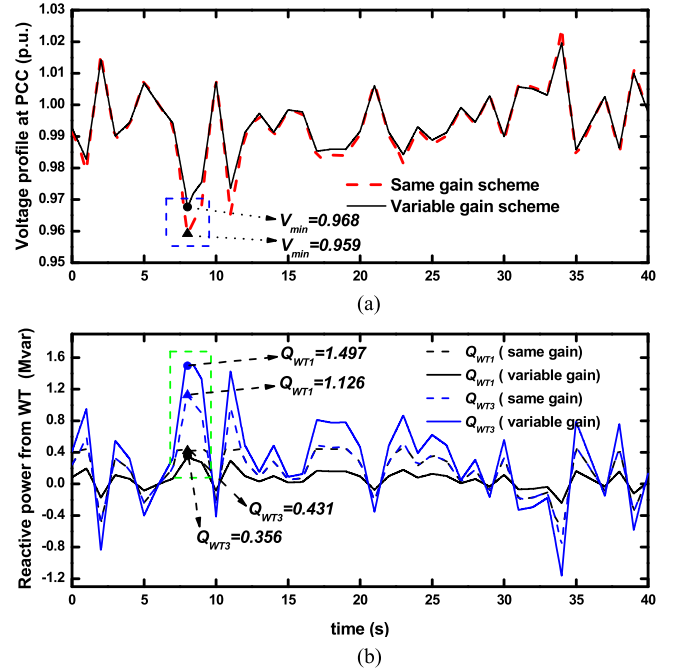 1.03
1.02
1.01
1.00
0.99
0.98
0.97
0.96
0.95
Voltage profile at PCC (p.u.)
Same gain scheme
Variable gain scheme
V_min=0.968
V_min=0.959
0 5 10 15 20 25 30 35 40
(a)
1.6
1.2
0.8
0.4
0.0
-0.4
-0.8
-1.2
Reactive power from WT (Mvar)
Q_WT1=1.497
Q_WT1=1.126
Q_WT1 ( same gain)
Q_WT1 ( variable gain)
Q_WT3 ( same gain)
Q_WT3 ( variable gain)
Q_WT3=0.431
Q_WT3=0.356
0 5 10 15 20 25 30 35 40
time (s)
(b)